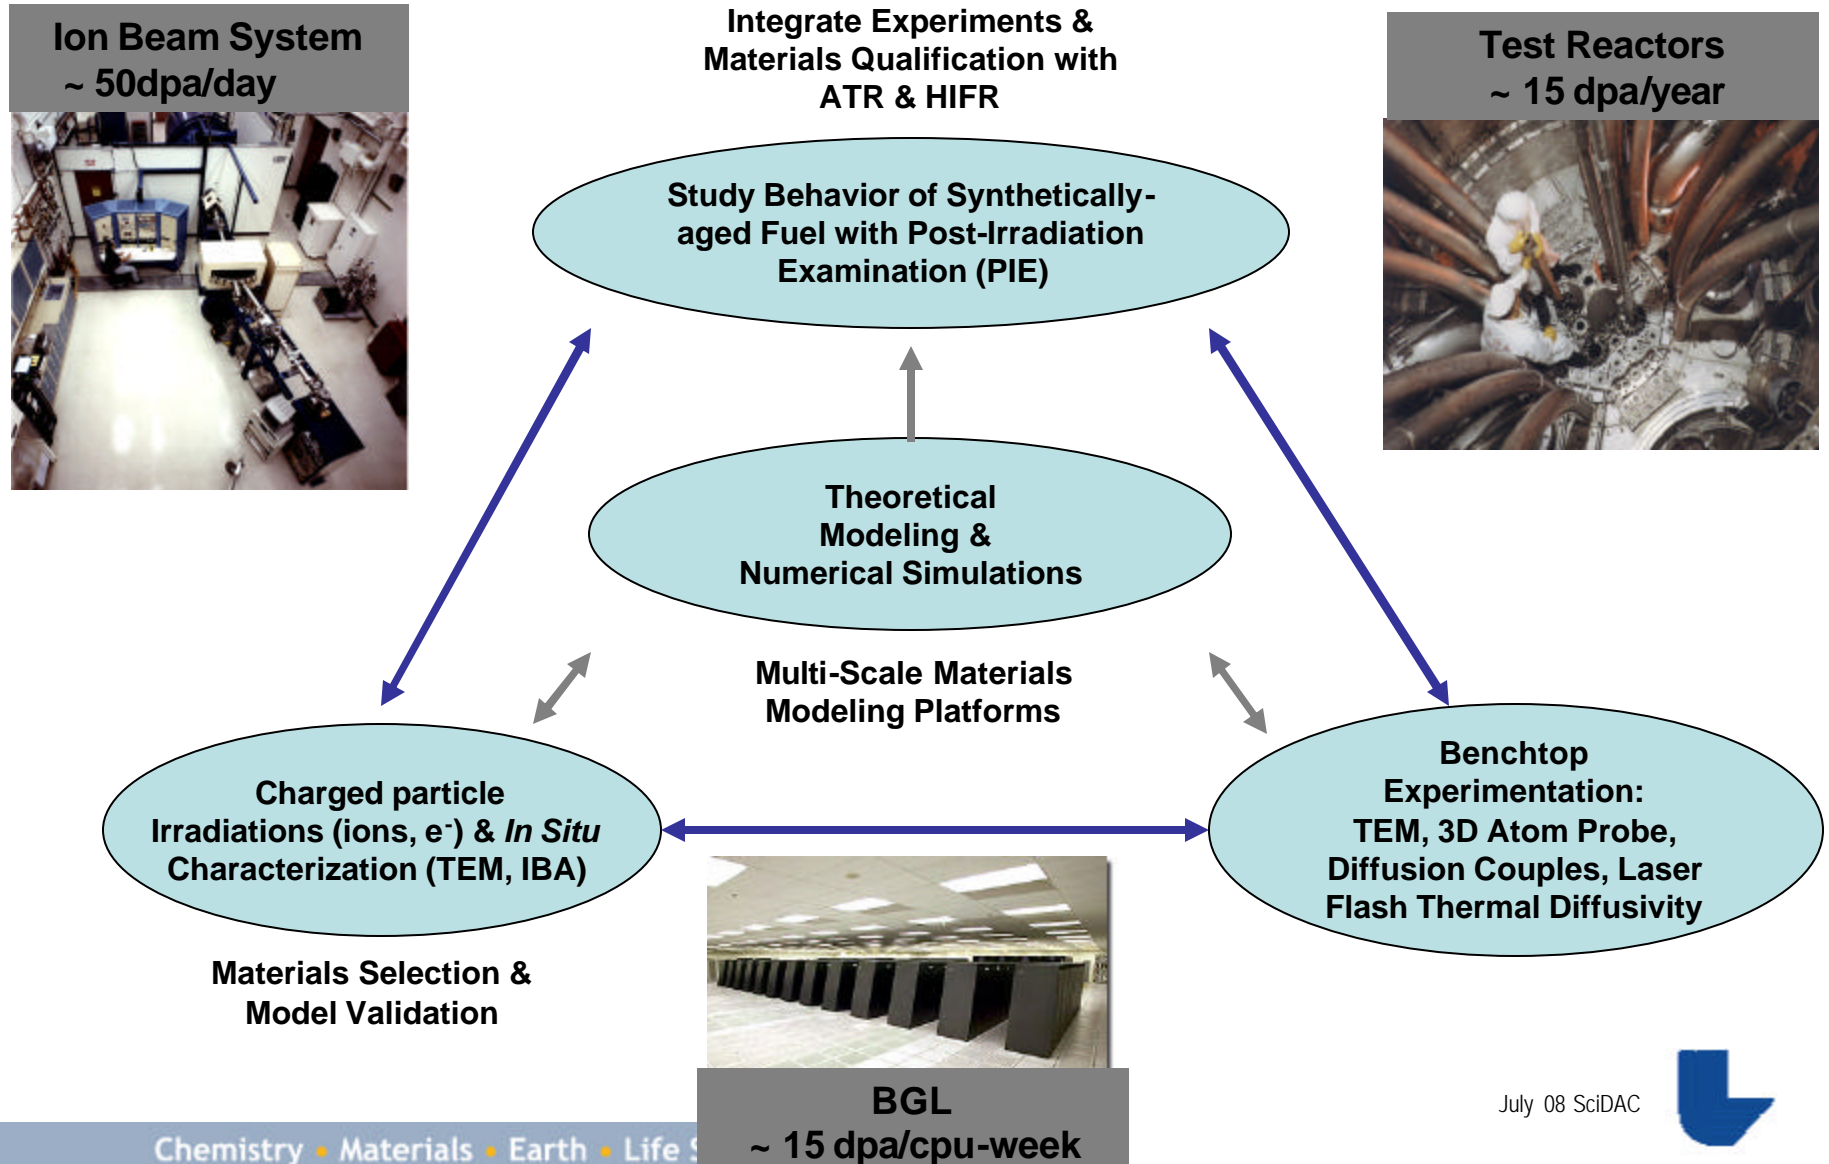 Ion Beam System
~ 50dpa/day
Integrate Experiments &
Materials Qualification with
ATR & HIFR
Test Reactors
~ 15 dpa/year
Study Behavior of Synthetically-
aged Fuel with Post-Irradiation
Examination (PIE)
Theoretical
Modeling &
Numerical Simulations
Multi-Scale Materials
Modeling Platforms
Charged particle
Irradiations (ions, e-) & In Situ
Characterization (TEM, IBA)
Benchtop
Experimentation:
TEM, 3D Atom Probe,
Diffusion Couples, Laser
Flash Thermal Diffusivity
Materials Selection &
Model Validation
BGL
~ 15 dpa/cpu-week
July 08 SciDAC
Chemistry • Materials • Earth • Life